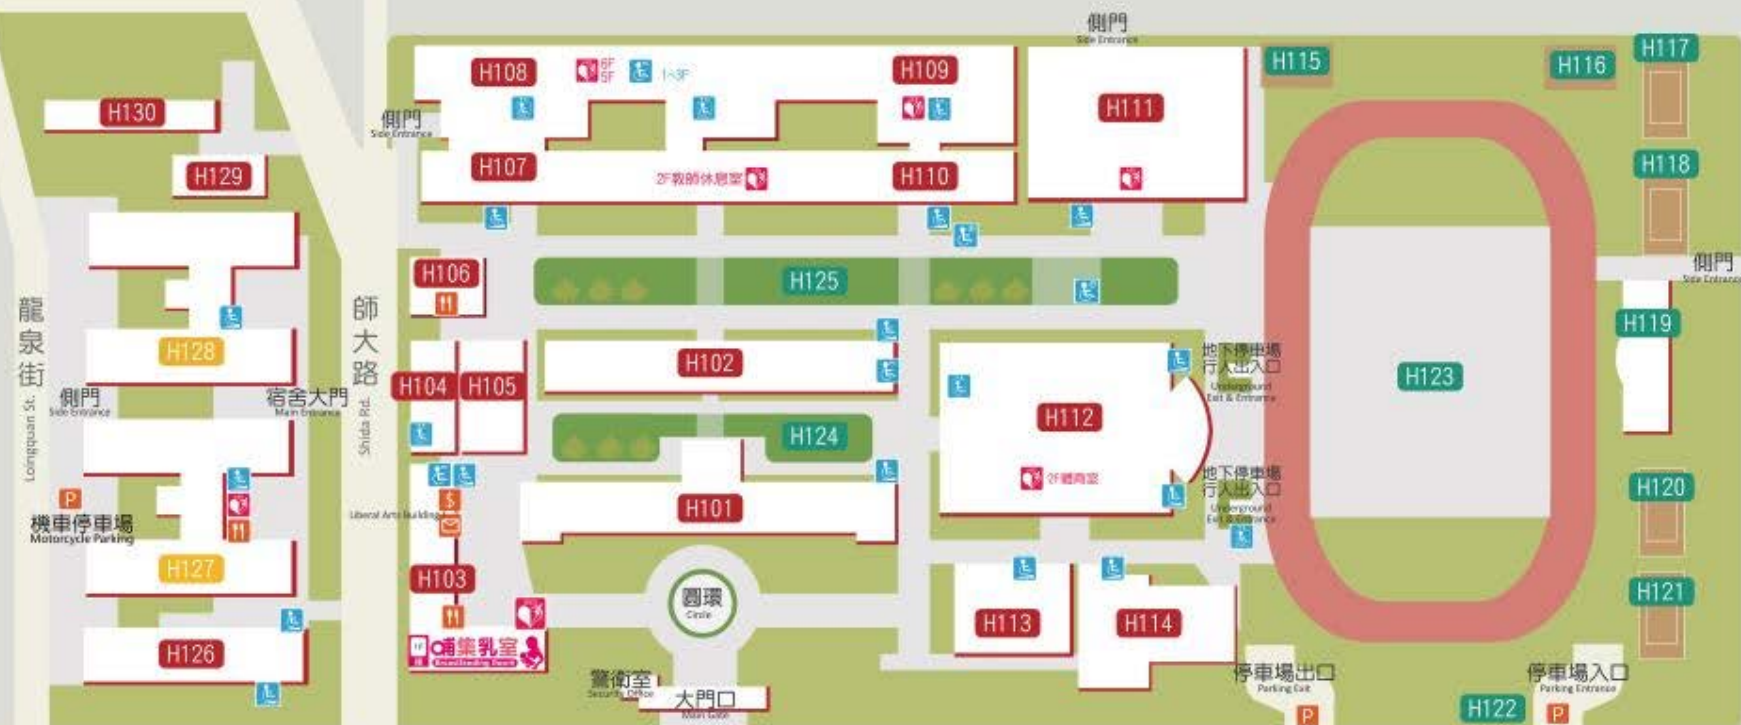 側門
Side Entrance
H108
6F
5F
1~3F
H109
H111
H115
H116
H117
H130
側門
Side Entrance
H129
H107
2F教師休息室
H110
H118
H106
H125
側門
Side Entrance
龍泉街
Loingquan St.
師大路
Shida Rd.
H128
H102
H119
地下停車場
行人出入口
Underground
Exit & Entrance
側門
Side Entrance
宿舍大門
Main Entrance
H104
H105
H123
H112
H124
2F體育室
地下停車場
行人出入口
Underground
Exit & Entrance
P
機車停車場
Motorcycle Parking
$
Liberal Arts Building
H101
H120
H127
H103
圓環
Circle
H121
H113
H114
H126
1F
哺集乳室
Breastfeeding Room
警衛室
Security Office
大門口
Main Gate
停車場出口
Parking Exit
P
停車場入口
Parking Entrance
H122
P